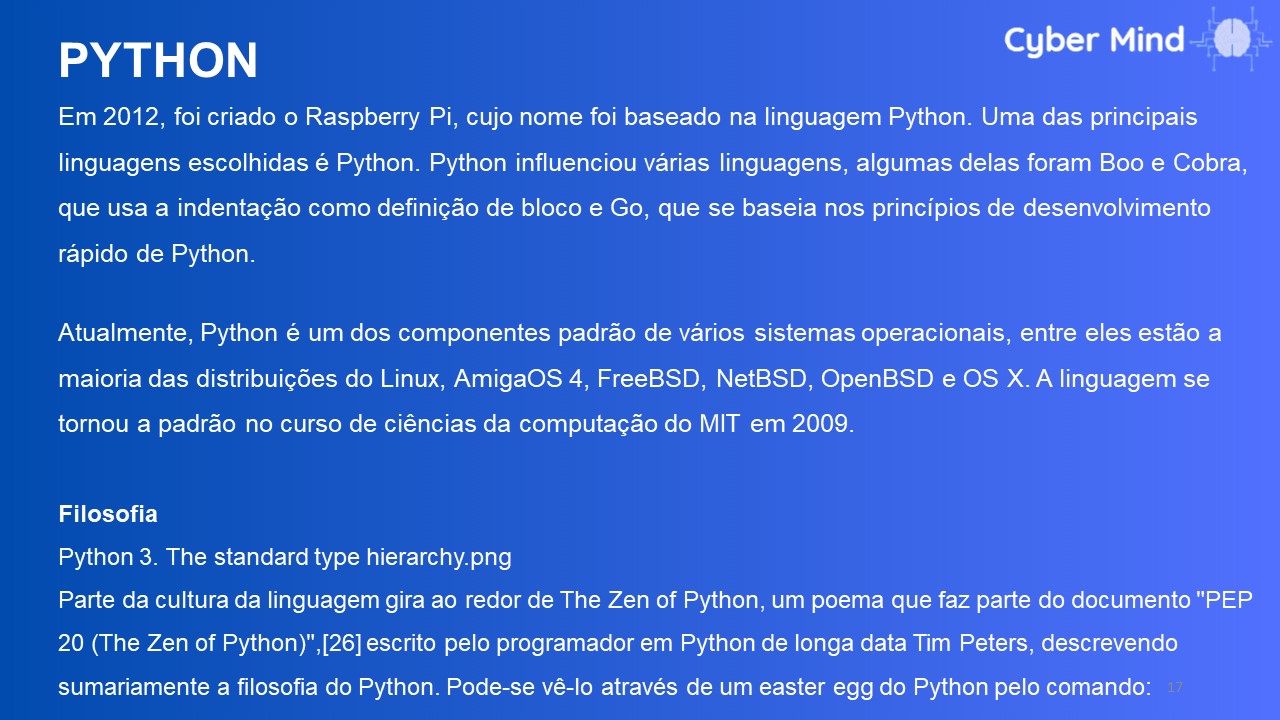 Cyber Mind
PYTHON
Em 2012, foi criado o Raspberry Pi, cujo nome foi baseado na linguagem Python. Uma das principais
linguagens escolhidas é Python. Python influenciou várias linguagens, algumas delas foram Boo e Cobra,
que usa a indentação como definição de bloco e Go, que se baseia nos princípios de desenvolvimento
rápido de Python.
Atualmente, Python é um dos componentes padrão de vários sistemas operacionais, entre eles estão a
maioria das distribuições do Linux, AmigaOS 4, FreeBSD, NetBSD, OpenBSD e OS X. A linguagem se
tornou a padrão no curso de ciências da computação do MIT em 2009.
Filosofia
Python 3. The standard type hierarchy.png
Parte da cultura da linguagem gira ao redor de The Zen of Python, um poema que faz parte do documento "PEP
20 (The Zen of Python)",[26] escrito pelo programador em Python de longa data Tim Peters, descrevendo
sumariamente a filosofia do Python. Pode-se vê-lo através de um easter egg do Python pelo comando:
17